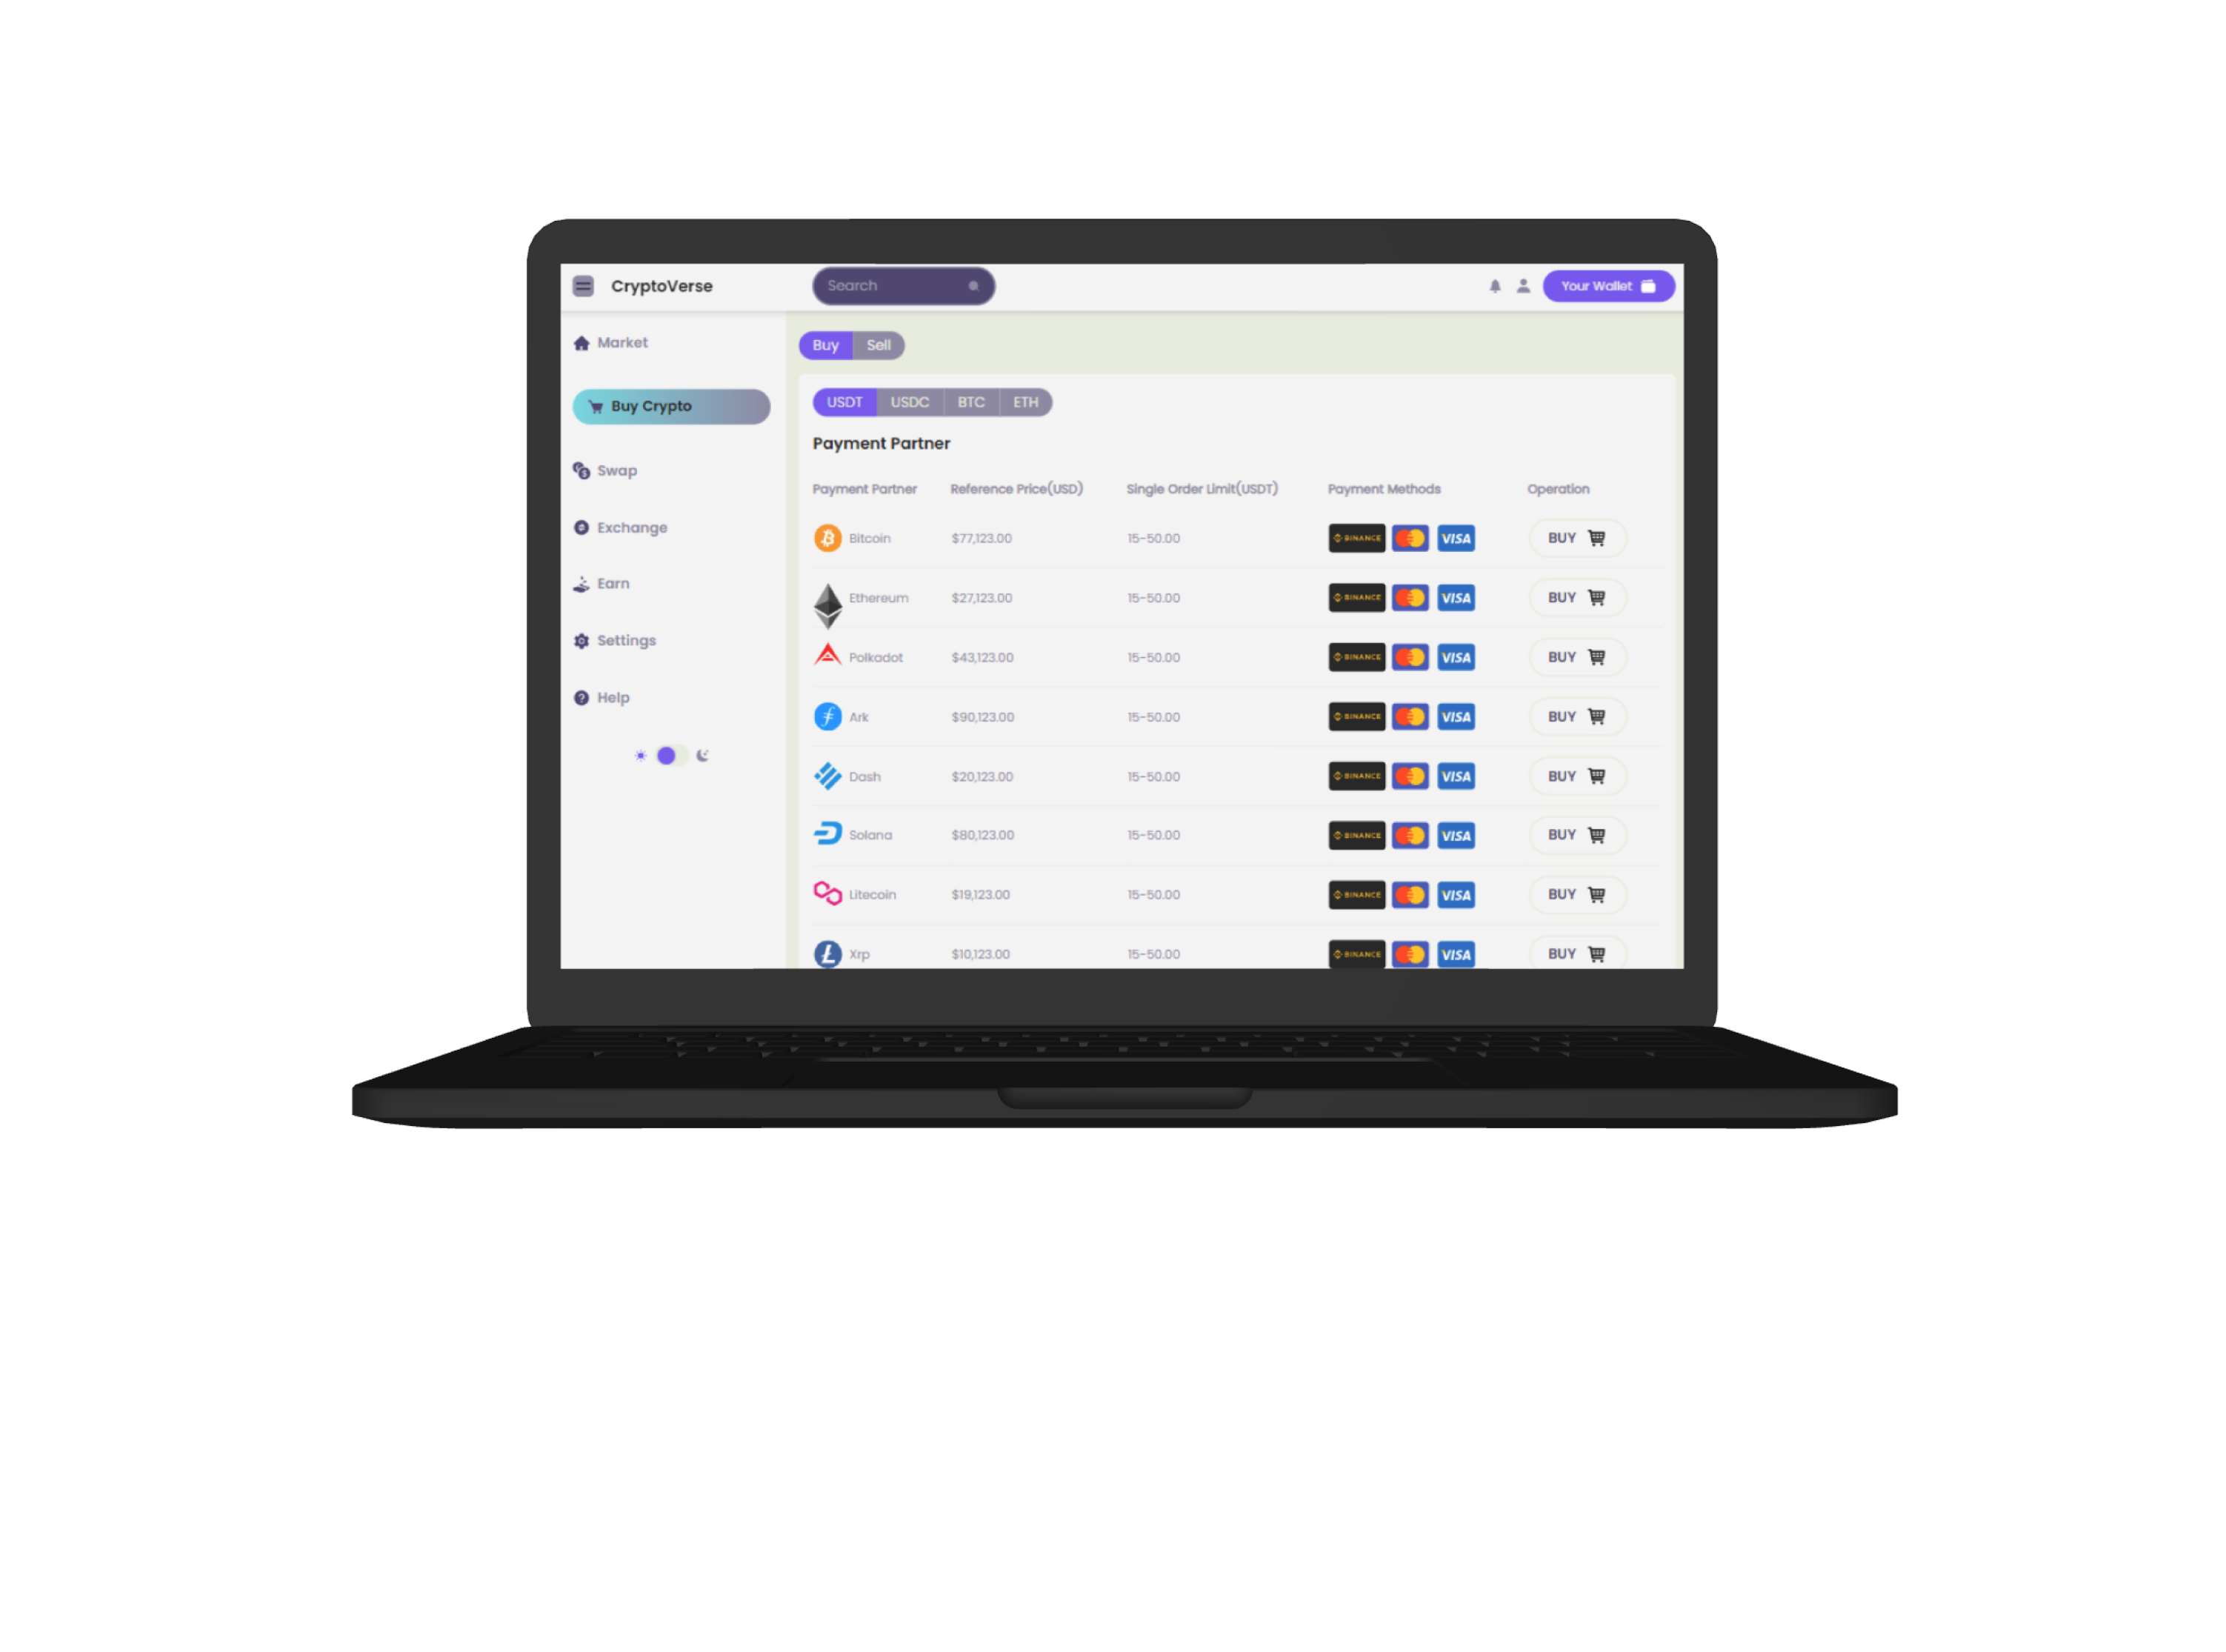 CryptoVerse Search Your Wallet
Market
Buy Crypto
Swap
Exchange
Earn
Settings
Help
Buy Sell
USDT USDC BTC ETH
Payment Partner
Payment Partner Reference Price(USD) Single Order Limit(USDT) Payment Methods Operation
Bitcoin $77,123.00 15-50.00 BINANCE VISA BUY
Ethereum $27,123.00 15-50.00 BINANCE VISA BUY
Polkadot $43,123.00 15-50.00 BINANCE VISA BUY
Ark $90,123.00 15-50.00 BINANCE VISA BUY
Dash $20,123.00 15-50.00 BINANCE VISA BUY
Solana $80,123.00 15-50.00 BINANCE VISA BUY
Litecoin $19,123.00 15-50.00 BINANCE VISA BUY
Xrp $10,123.00 15-50.00 BINANCE VISA BUY